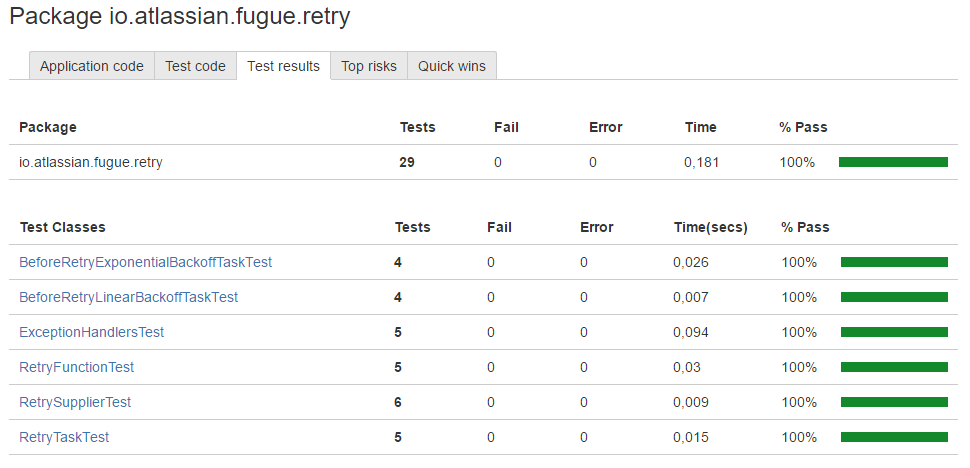 Package io.atlassian.fugue.retry
Application code Test code Test results Top risks Quick wins
Package Tests Fail Error Time % Pass
io.atlassian.fugue.retry 29 0 0 0,181 100%
Test Classes Tests Fail Error Time(secs) % Pass
BeforeRetryExponentialBackoffTaskTest 4 0 0 0,026 100%
BeforeRetryLinearBackoffTaskTest 4 0 0 0,007 100%
ExceptionHandlersTest 5 0 0 0,094 100%
RetryFunctionTest 5 0 0 0,03 100%
RetrySupplierTest 6 0 0 0,009 100%
RetryTaskTest 5 0 0 0,015 100%